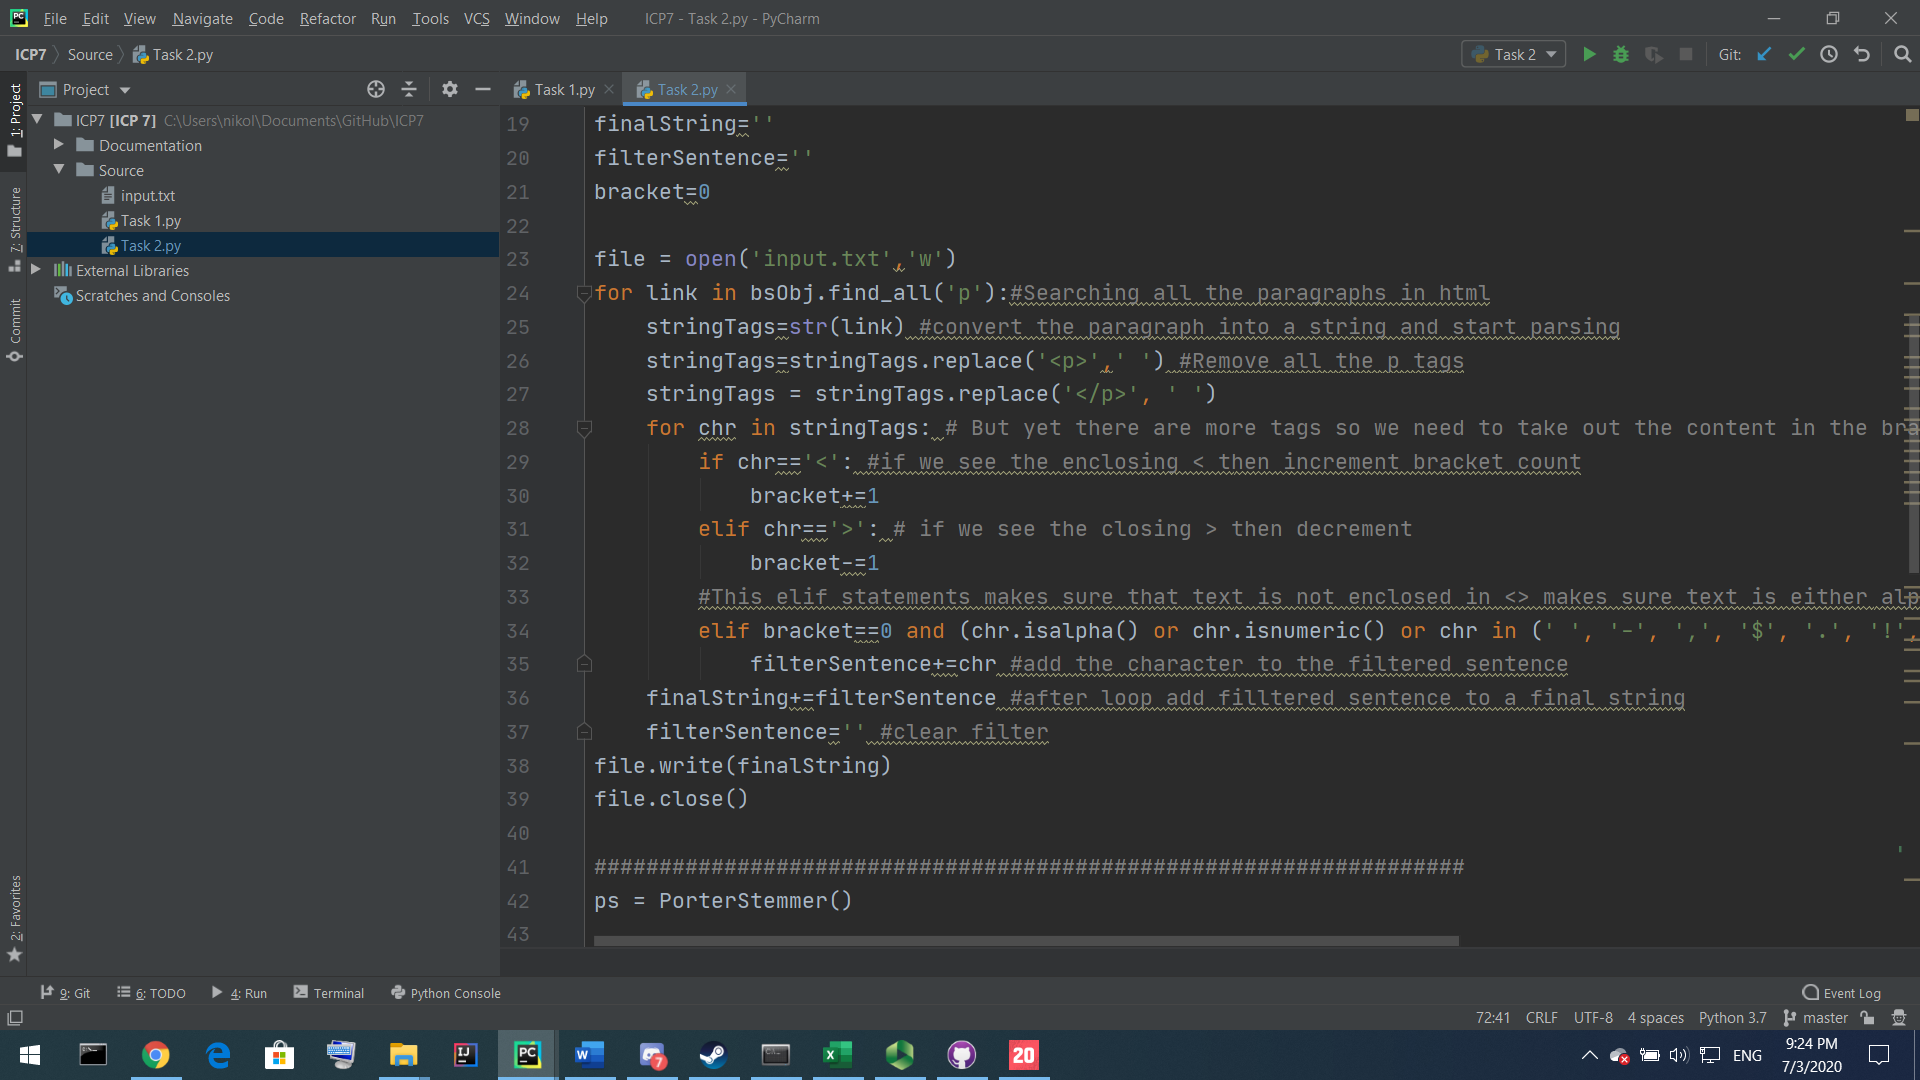 File Edit View Navigate Code Refactor Run Tools VCS Window Help ICP7 - Task 2.py - PyCharm
ICP7 Source Task 2.py Task 2 Git:
1: Project Project Task 1.py Task 2.py
ICP7 [ICP 7] C:\Users\nikol\Documents\GitHub\ICP7
Documentation
Source
input.txt
Task 1.py
Task 2.py
External Libraries
Scratches and Consoles
7: Structure
Commit
2: Favorites
19 finalString=''
20 filterSentence=''
21 bracket=0
22
23 file = open('input.txt','w')
24 for link in bsObj.find_all('p'):#Searching all the paragraphs in html
25 stringTags=str(link) #convert the paragraph into a string and start parsing
26 stringTags=stringTags.replace('<p>',' ') #Remove all the p tags
27 stringTags = stringTags.replace('</p>', ' ')
28 for chr in stringTags: # But yet there are more tags so we need to take out the content in the bra
29 if chr=='<': #if we see the enclosing < then increment bracket count
30 bracket+=1
31 elif chr=='>': # if we see the closing > then decrement
32 bracket-=1
33 #This elif statements makes sure that text is not enclosed in <> makes sure text is either alp
34 elif bracket==0 and (chr.isalpha() or chr.isnumeric() or chr in (' ', '-', ',', '$', '.', '!',
35 filterSentence+=chr #add the character to the filtered sentence
36 finalString+=filterSentence #after loop add filltered sentence to a final string
37 filterSentence='' #clear filter
38 file.write(finalString)
39 file.close()
40
41 ###################################################################
42 ps = PorterStemmer()
43
9: Git 6: TODO 4: Run Terminal Python Console Event Log
72:41 CRLF UTF-8 4 spaces Python 3.7 master
PC W 7 X 20 ENG 9:24 PM
7/3/2020